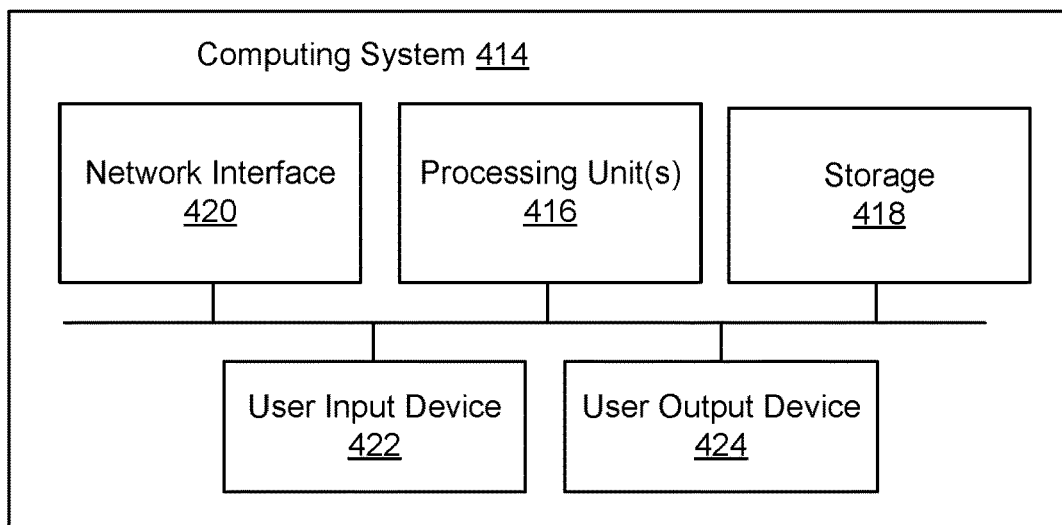 Computing System 414
Network Interface
420
Processing Unit(s)
416
Storage
418
User Input Device
422
User Output Device
424